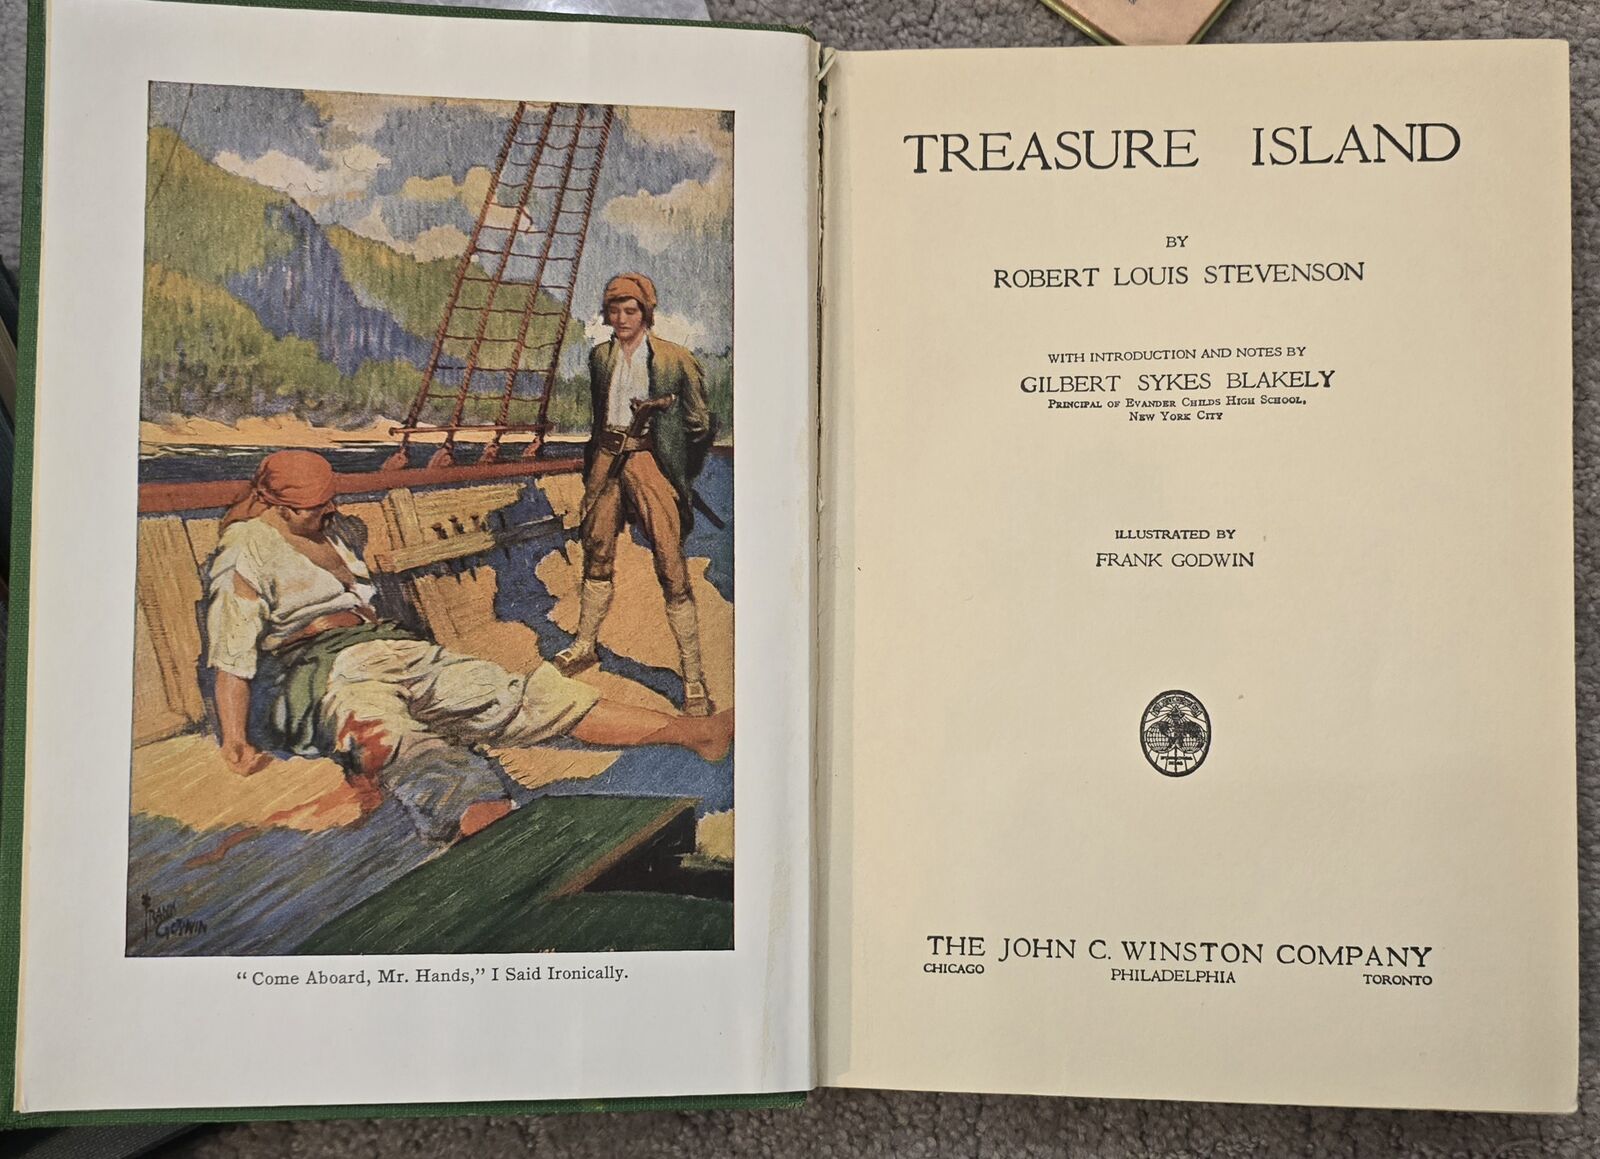 FRANK
GODWIN
" Come Aboard, Mr. Hands," I Said Ironically.
TREASURE ISLAND
BY
ROBERT LOUIS STEVENSON
WITH INTRODUCTION AND NOTES BY
GILBERT SYKES BLAKELY
PRINCIPAL OF EVANDER CHILDS HIGH SCHOOL,
NEW YORK CITY
ILLUSTRATED BY
FRANK GODWIN
THE JOHN C. WINSTON COMPANY
CHICAGO PHILADELPHIA TORONTO